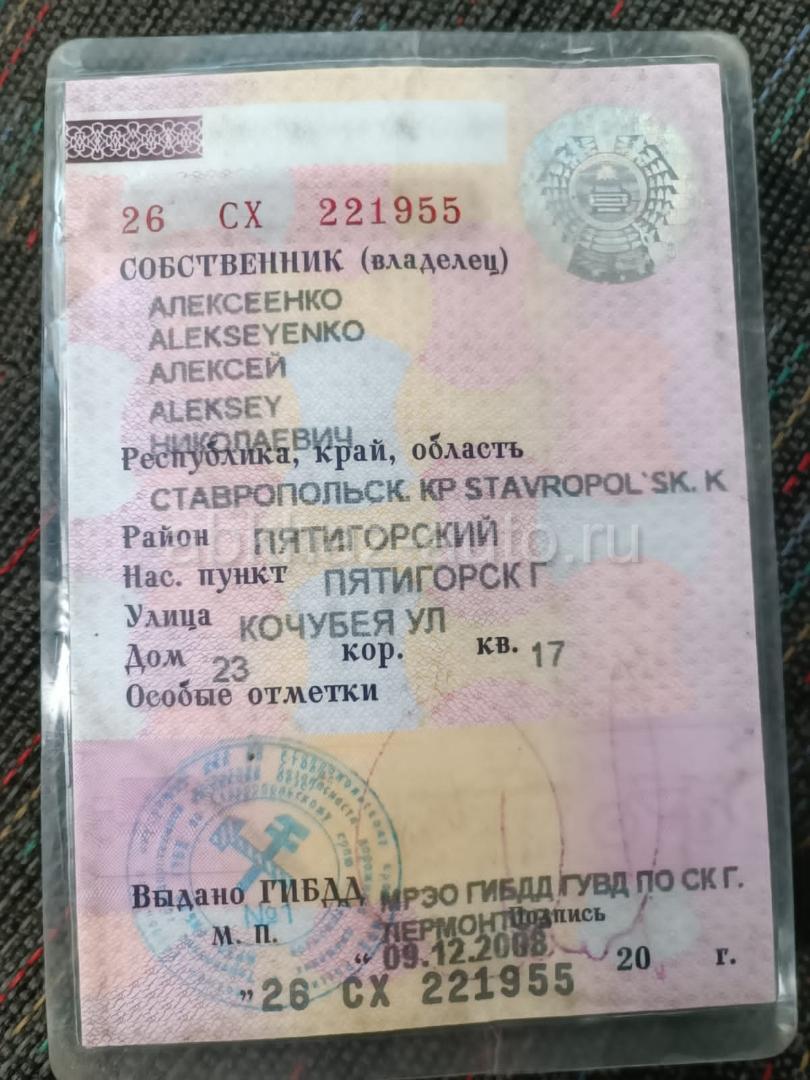 26 СХ 221955
СОБСТВЕННИК (владелец)
АЛЕКСЕЕНКО
ALEKSEYENKO
АЛЕКСЕЙ
ALEKSEY
НИКОЛАЕВИЧ
Республика, край, область
СТАВРОПОЛЬСК. КР STAVROPOL`SK. K
Район ПЯТИГОРСКИЙ
Нас. пункт ПЯТИГОРСК Г
Улица КОЧУБЕЯ УЛ
Дом 23 кор. кв. 17
Особые отметки
Выдано ГИБДД МРЭО ГИБДД ГУВД ПО СК Г.
ЛЕРМОНТОВ Подпись
М. П.
№1
„ 09.12.2008 20 г.
" 26 СХ 221955